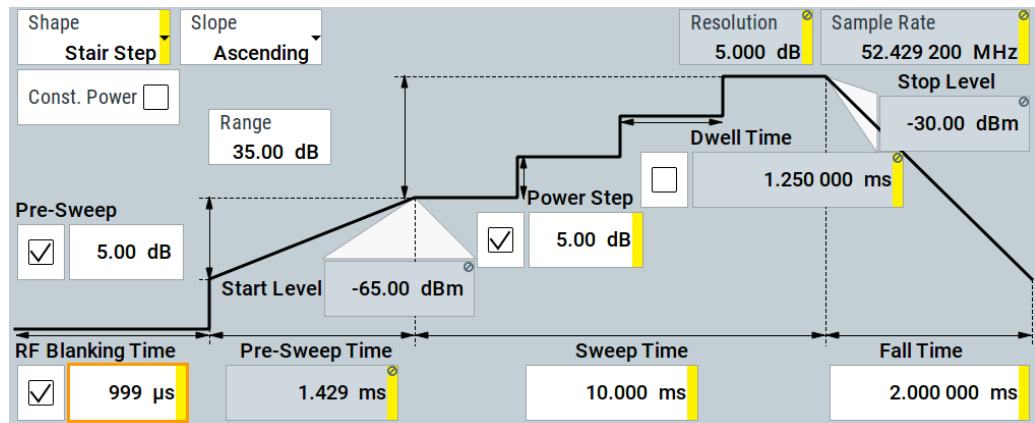 Shape
Stair Step
Slope
Ascending
Resolution
5.000 dB
Sample Rate
52.429 200 MHz
Const. Power
Range
35.00 dB
Stop Level
-30.00 dBm
Dwell Time
1.250 000 ms
Pre-Sweep
5.00 dB
Power Step
5.00 dB
Start Level
-65.00 dBm
RF Blanking Time
999 µs
Pre-Sweep Time
1.429 ms
Sweep Time
10.000 ms
Fall Time
2.000 000 ms